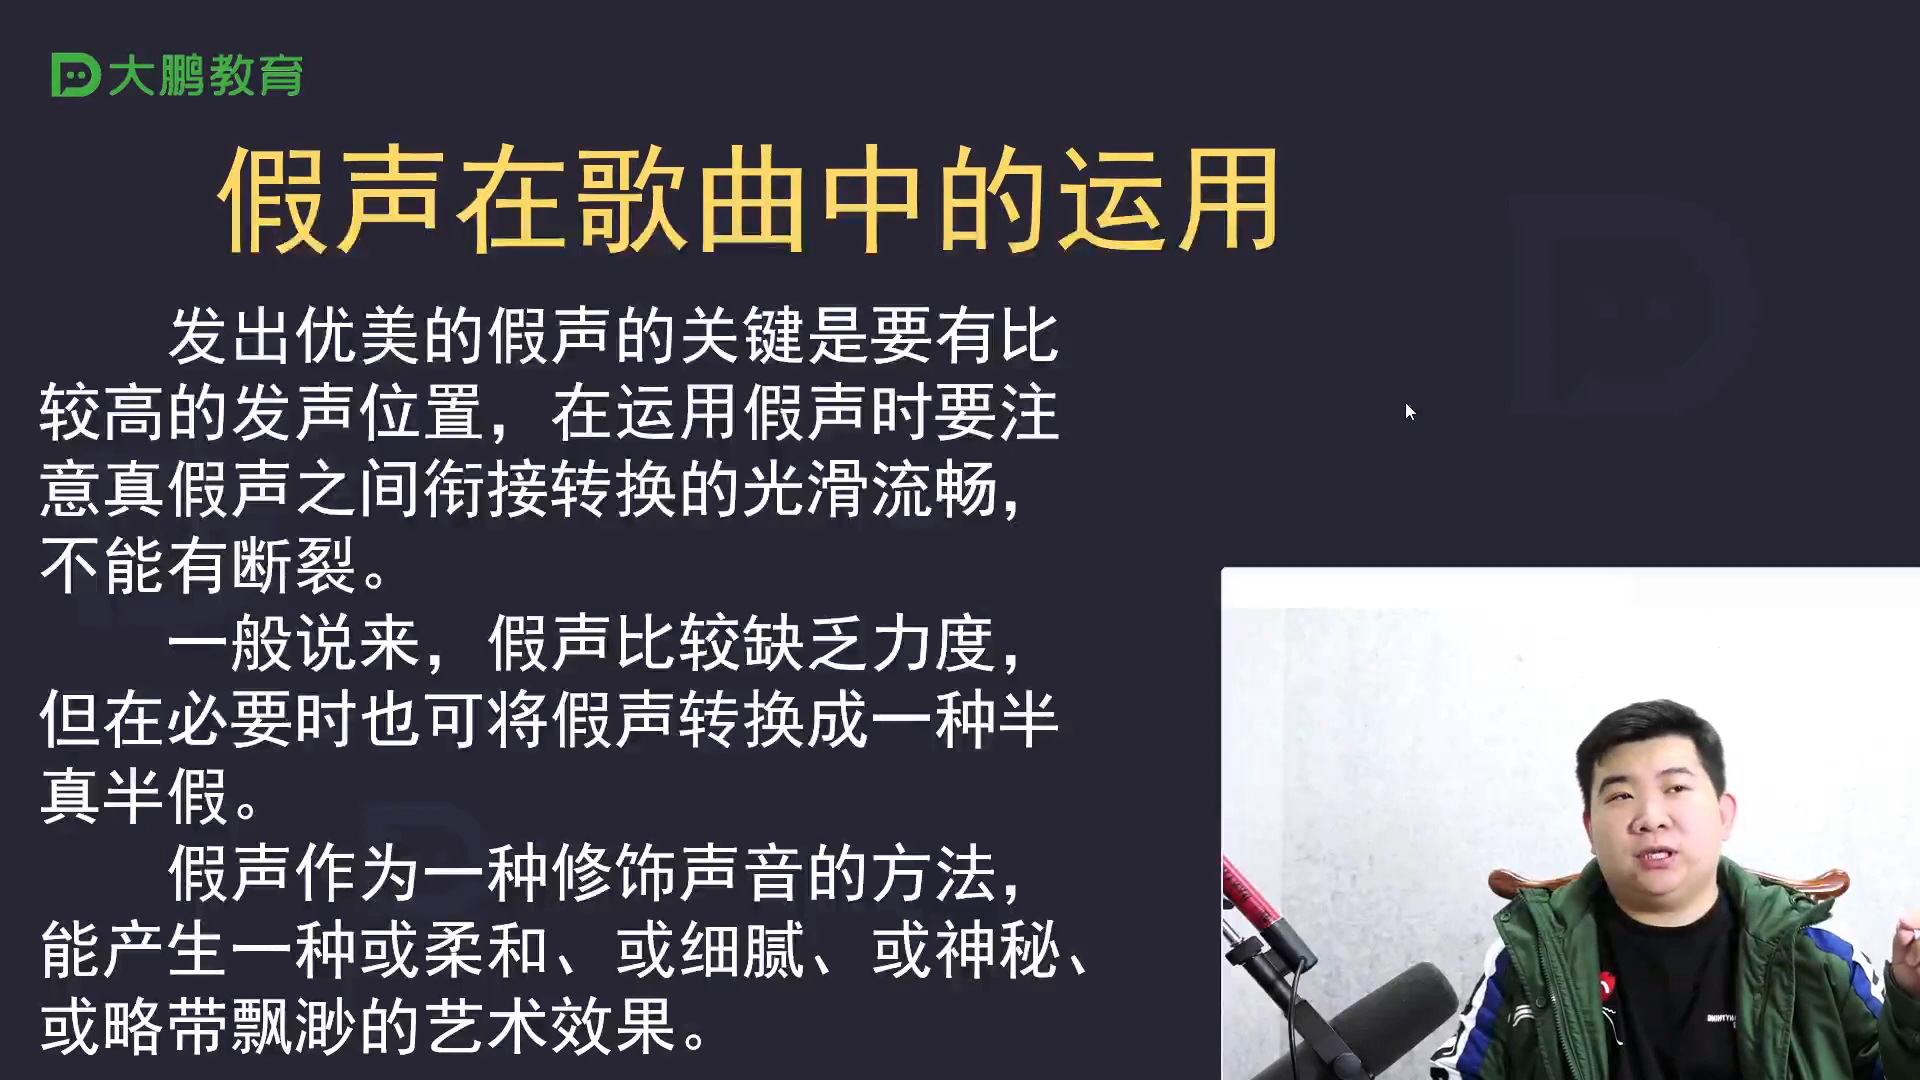 大鹏教育
假声在歌曲中的运用
发出优美的假声的关键是要有比
较高的发声位置，在运用假声时要注
意真假声之间衔接转换的光滑流畅，
不能有断裂。
一般说来，假声比较缺乏力度，
但在必要时也可将假声转换成一种半
真半假。
假声作为一种修饰声音的方法，
能产生一种或柔和、或细腻、或神秘、
或略带飘渺的艺术效果。